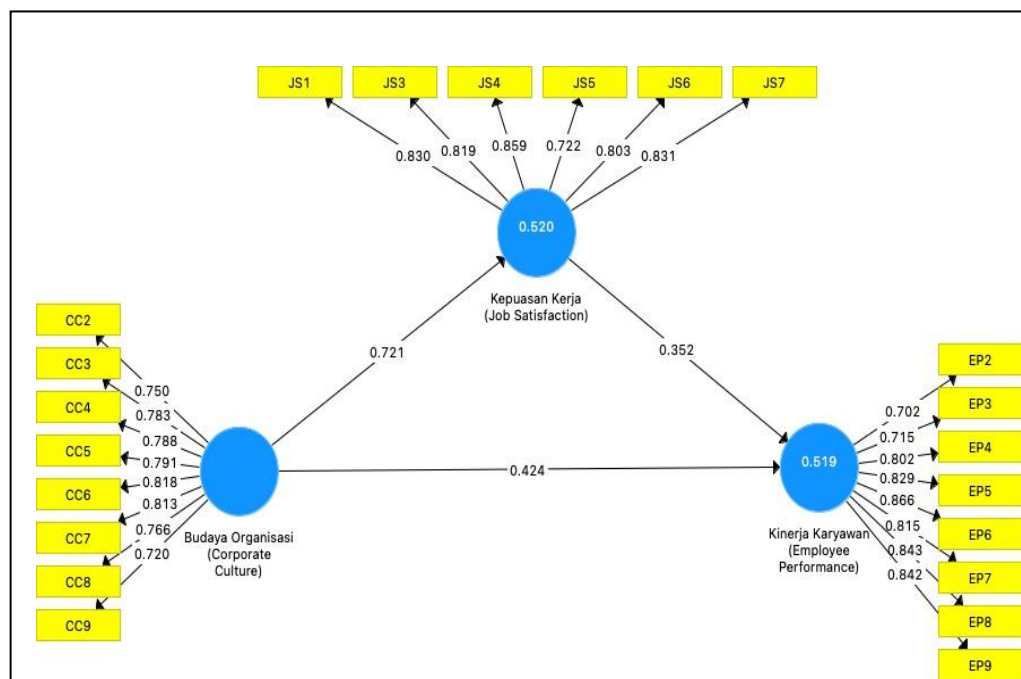 JS1 JS3 JS4 JS5 JS6 JS7
0.830 0.819 0.859 0.722 0.803 0.831
0.520
Kepuasan Kerja
(Job Satisfaction)
0.721
0.352
CC2
CC3
CC4
CC5
CC6
CC7
CC8
CC9
0.750
0.783
0.788
0.791
0.818
0.813
0.766
0.720
Budaya Organisasi
(Corporate
Culture)
0.424
0.519
Kinerja Karyawan
(Employee
Performance)
0.702
0.715
0.802
0.829
0.866
0.815
0.843
0.842
EP2
EP3
EP4
EP5
EP6
EP7
EP8
EP9